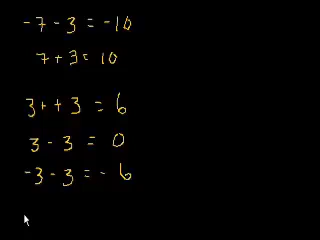 -7 - 3 = -10
7 + 3 = 10
3 + + 3 = 6
3 - 3 = 0
-3 - 3 = - 6